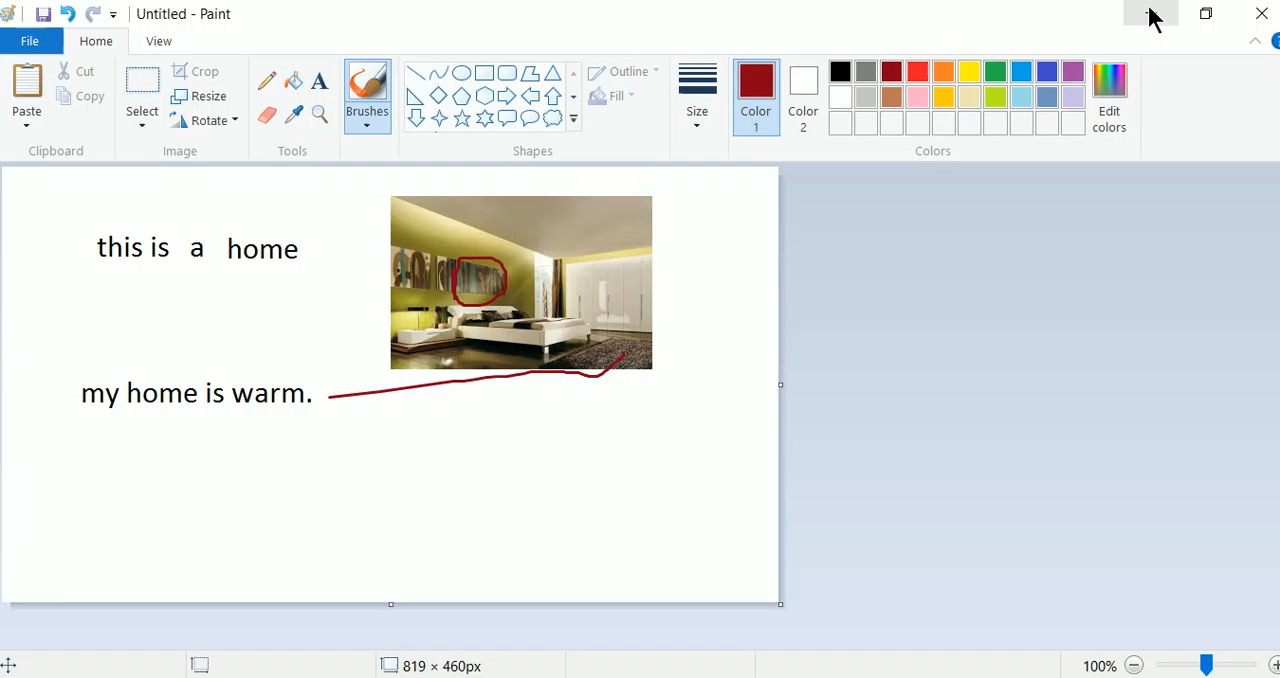 Untitled - Paint
File Home View
Paste Cut Copy Select Crop Resize Rotate Brushes Outline Fill Size Color 1 Color 2 Edit colors
Clipboard Image Tools Shapes Colors
this is a home
my home is warm.
819 × 460px 100%